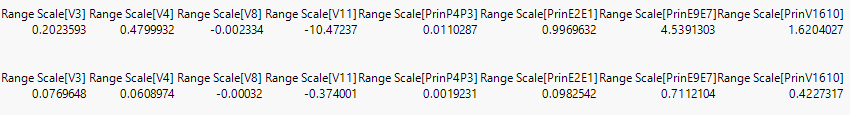 Range Scale[V3] Range Scale[V4] Range Scale[V8] Range Scale[V11] Range Scale[PrinP4P3] Range Scale[PrinE2E1] Range Scale[PrinE9E7] Range Scale[PrinV1610]
0.2023593 0.4799932 -0.002334 -10.47237 0.0110287 0.9969632 4.5391303 1.6204027
Range Scale[V3] Range Scale[V4] Range Scale[V8] Range Scale[V11] Range Scale[PrinP4P3] Range Scale[PrinE2E1] Range Scale[PrinE9E7] Range Scale[PrinV1610]
0.0769648 0.0608974 -0.00032 -0.374001 0.0019231 0.0982542 0.7112104 0.4227317